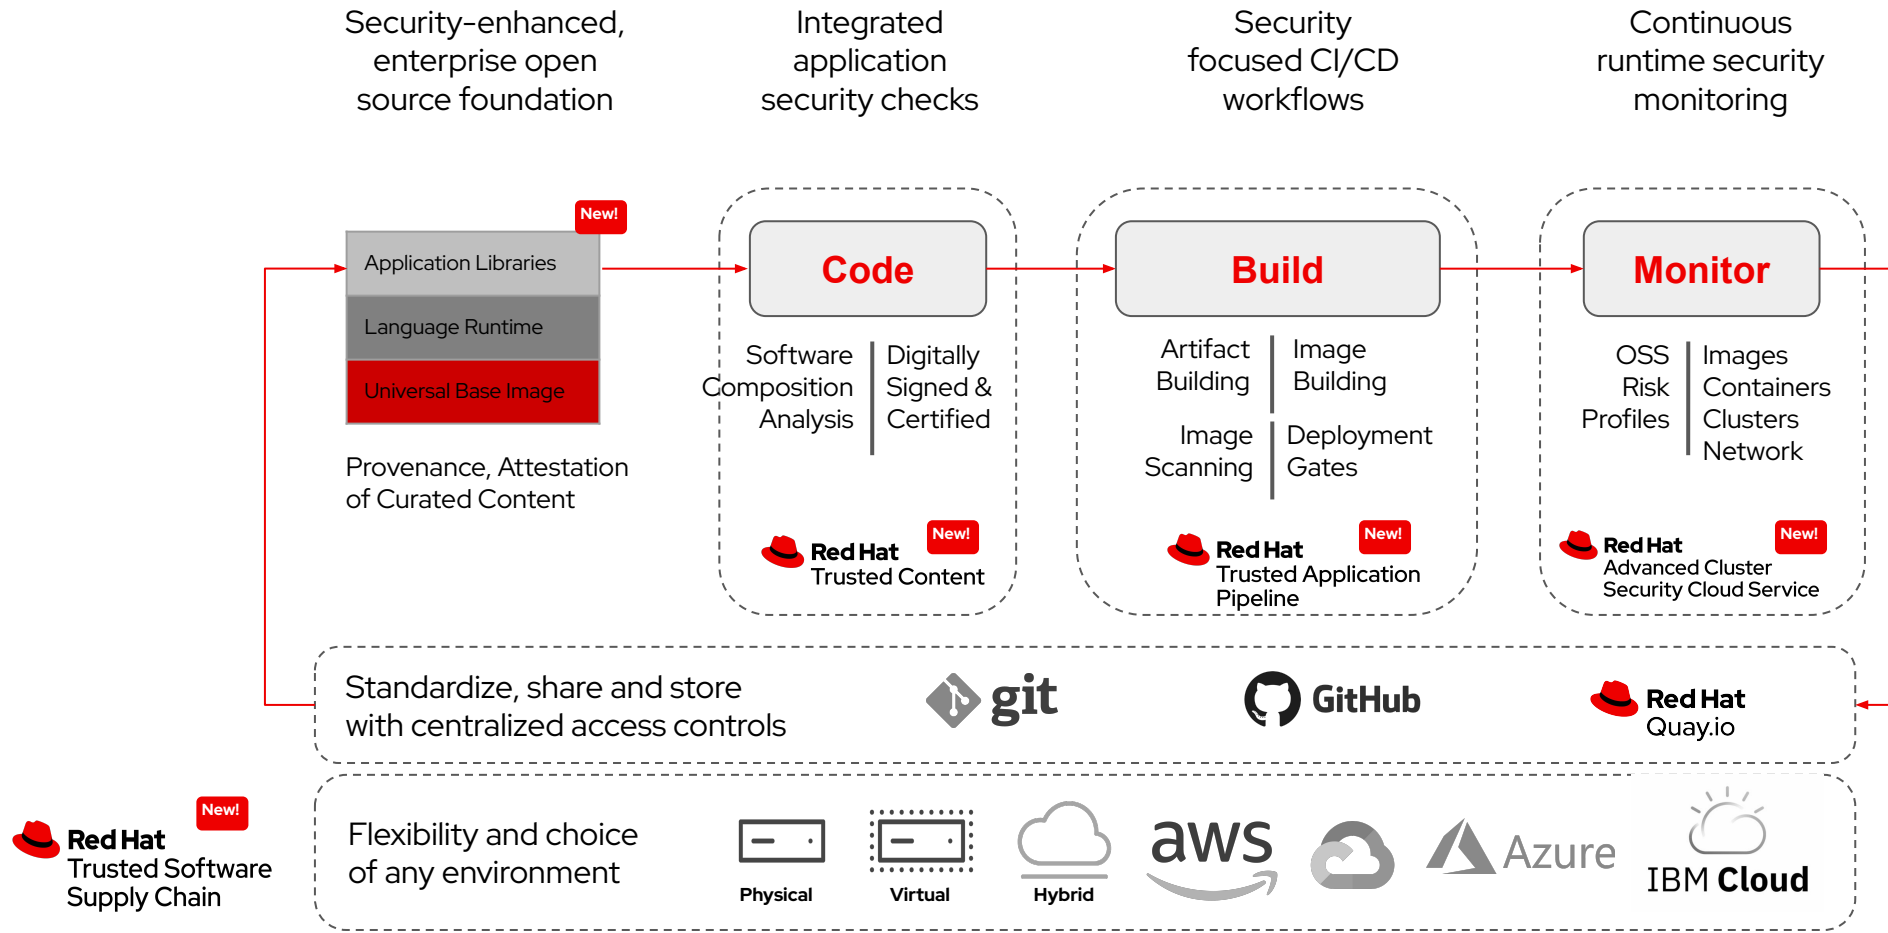 Security-enhanced,
enterprise open
source foundation
Integrated
application
security checks
Security
focused CI/CD
workflows
Continuous
runtime security
monitoring
New!
Application Libraries
Language Runtime
Universal Base Image
Provenance, Attestation
of Curated Content
Code
Software
Composition
Analysis
Digitally
Signed &
Certified
New!
Red Hat
Trusted Content
Build
Artifact
Building
Image
Building
Image
Scanning
Deployment
Gates
New!
Red Hat
Trusted Application
Pipeline
Monitor
OSS
Risk
Profiles
Images
Containers
Clusters
Network
New!
Red Hat
Advanced Cluster
Security Cloud Service
Standardize, share and store
with centralized access controls
git
GitHub
Red Hat
Quay.io
New!
Red Hat
Trusted Software
Supply Chain
Flexibility and choice
of any environment
Physical
Virtual
Hybrid
aws
Azure
IBM Cloud